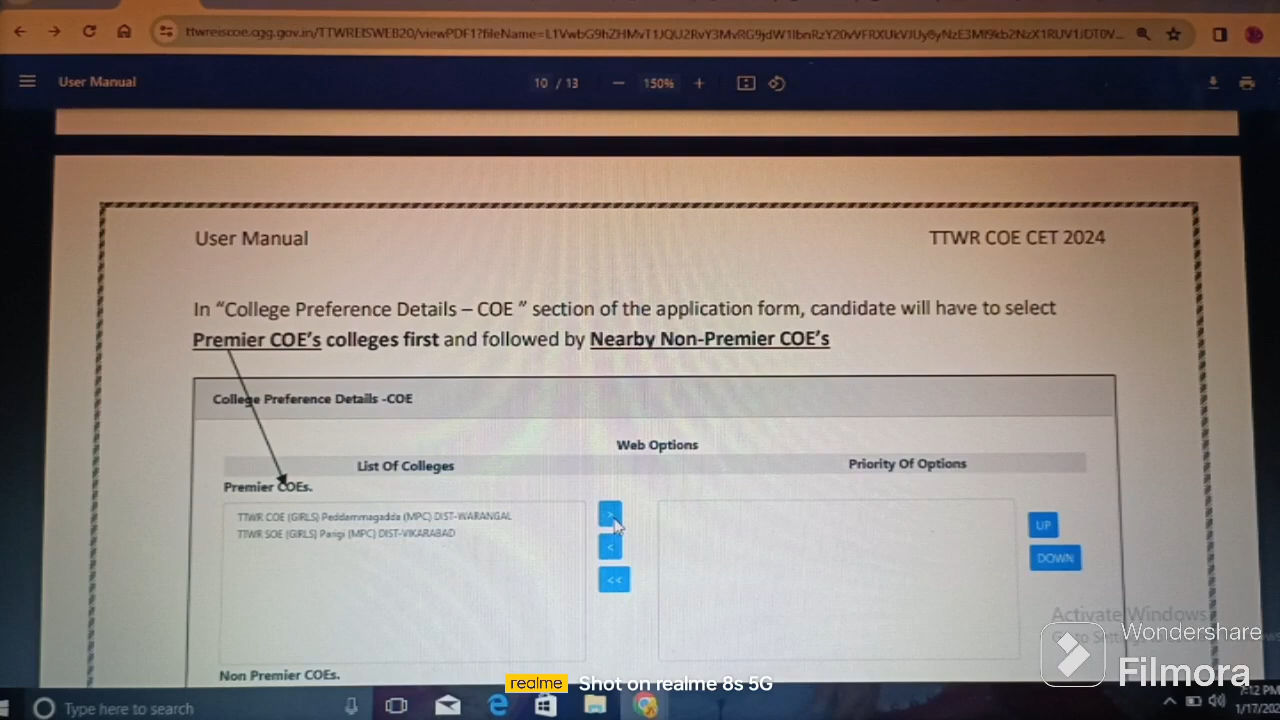 User Manual
10 / 13
150%
User Manual
TTWR COE CET 2024
In “College Preference Details – COE ” section of the application form, candidate will have to select
Premier COE’s colleges first and followed by Nearby Non-Premier COE’s
College Preference Details -COE
Web Options
List Of Colleges
Priority Of Options
Premier COEs.
TTWR COE (GIRLS) Peddammagadda (MPC) DIST-WARANGAL
TTWR SOE (GIRLS) Parigi (MPC) DIST-VIKARABAD
>
<
<<
UP
DOWN
Activate Windows
Non Premier COEs.
Wondershare
Filmora
realme Shot on realme 8s 5G
Type here to search
7:12 PM